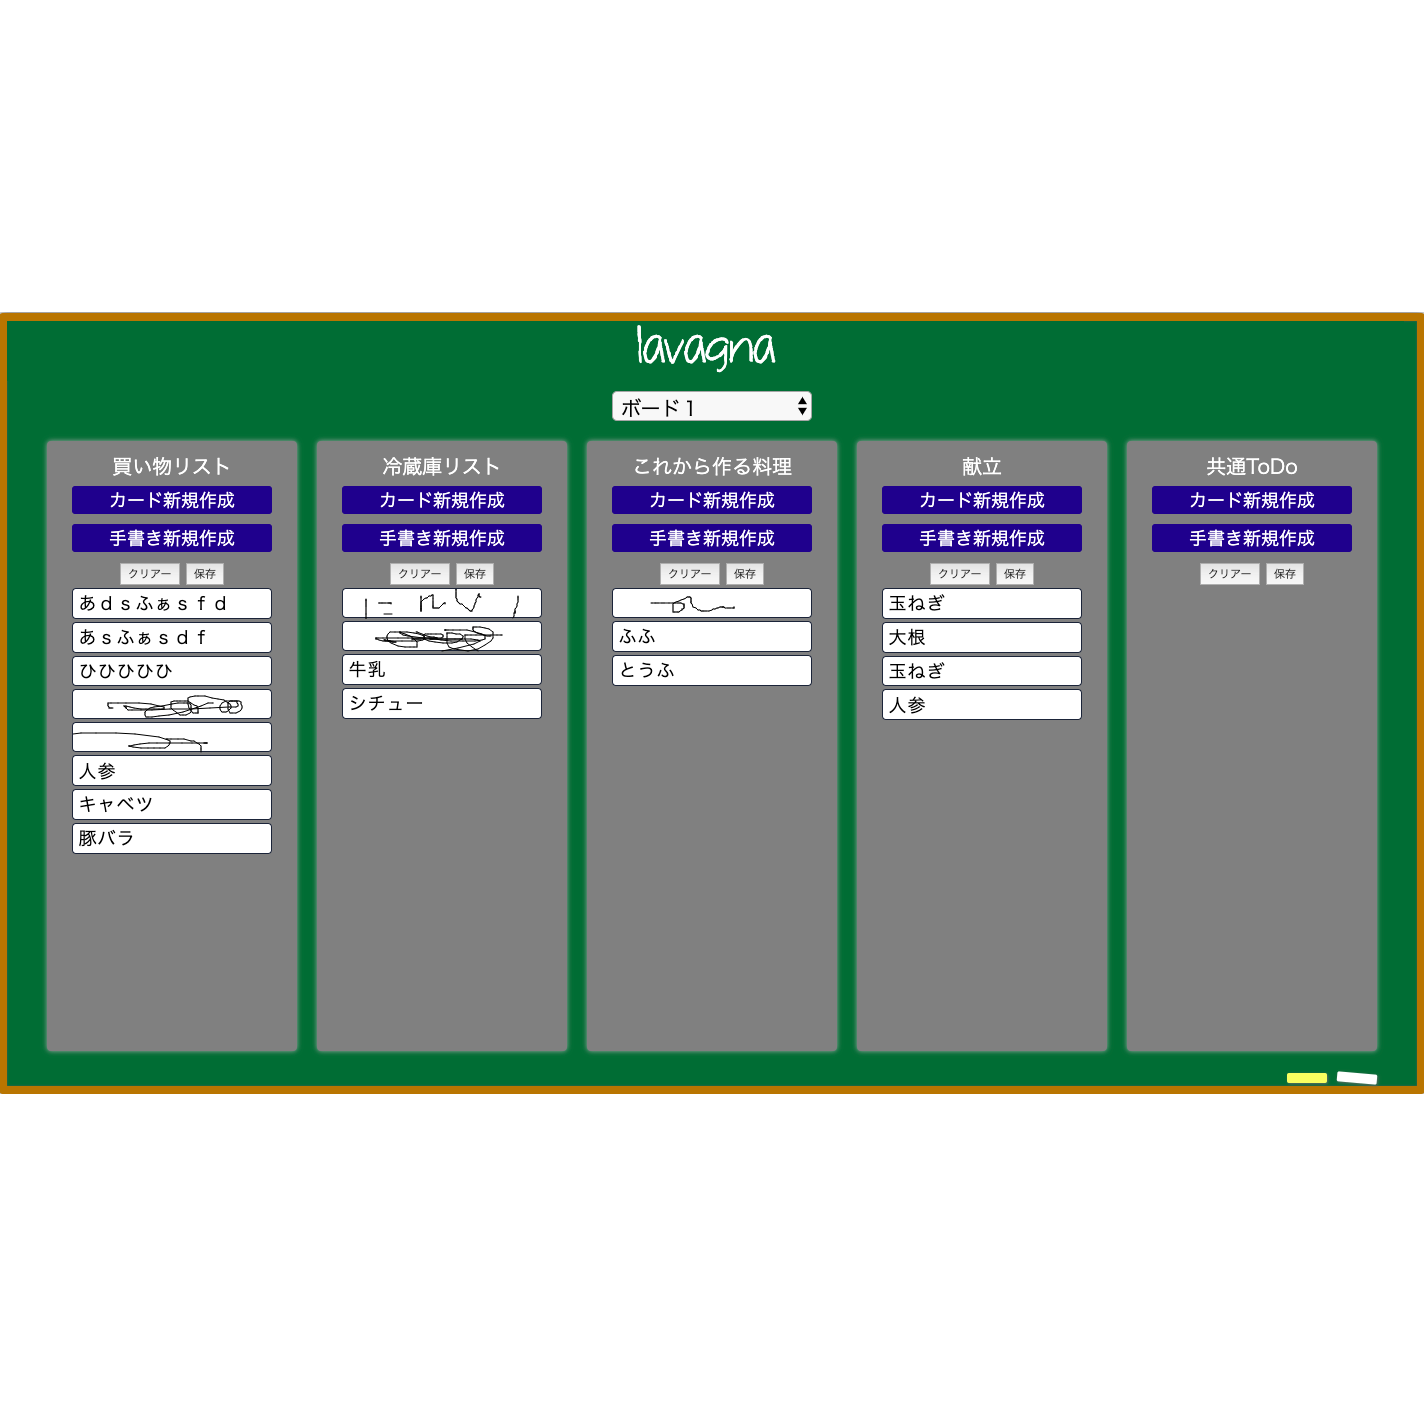 lavagna
ボード１
買い物リスト
カード新規作成
手書き新規作成
クリアー 保存
あｄｓふぁｓｆｄ
あｓふぁｓｄｆ
ひひひひひ
人参
キャベツ
豚バラ
冷蔵庫リスト
カード新規作成
手書き新規作成
クリアー 保存
牛乳
シチュー
これから作る料理
カード新規作成
手書き新規作成
クリアー 保存
ふふ
とうふ
献立
カード新規作成
手書き新規作成
クリアー 保存
玉ねぎ
大根
玉ねぎ
人参
共通ToDo
カード新規作成
手書き新規作成
クリアー 保存